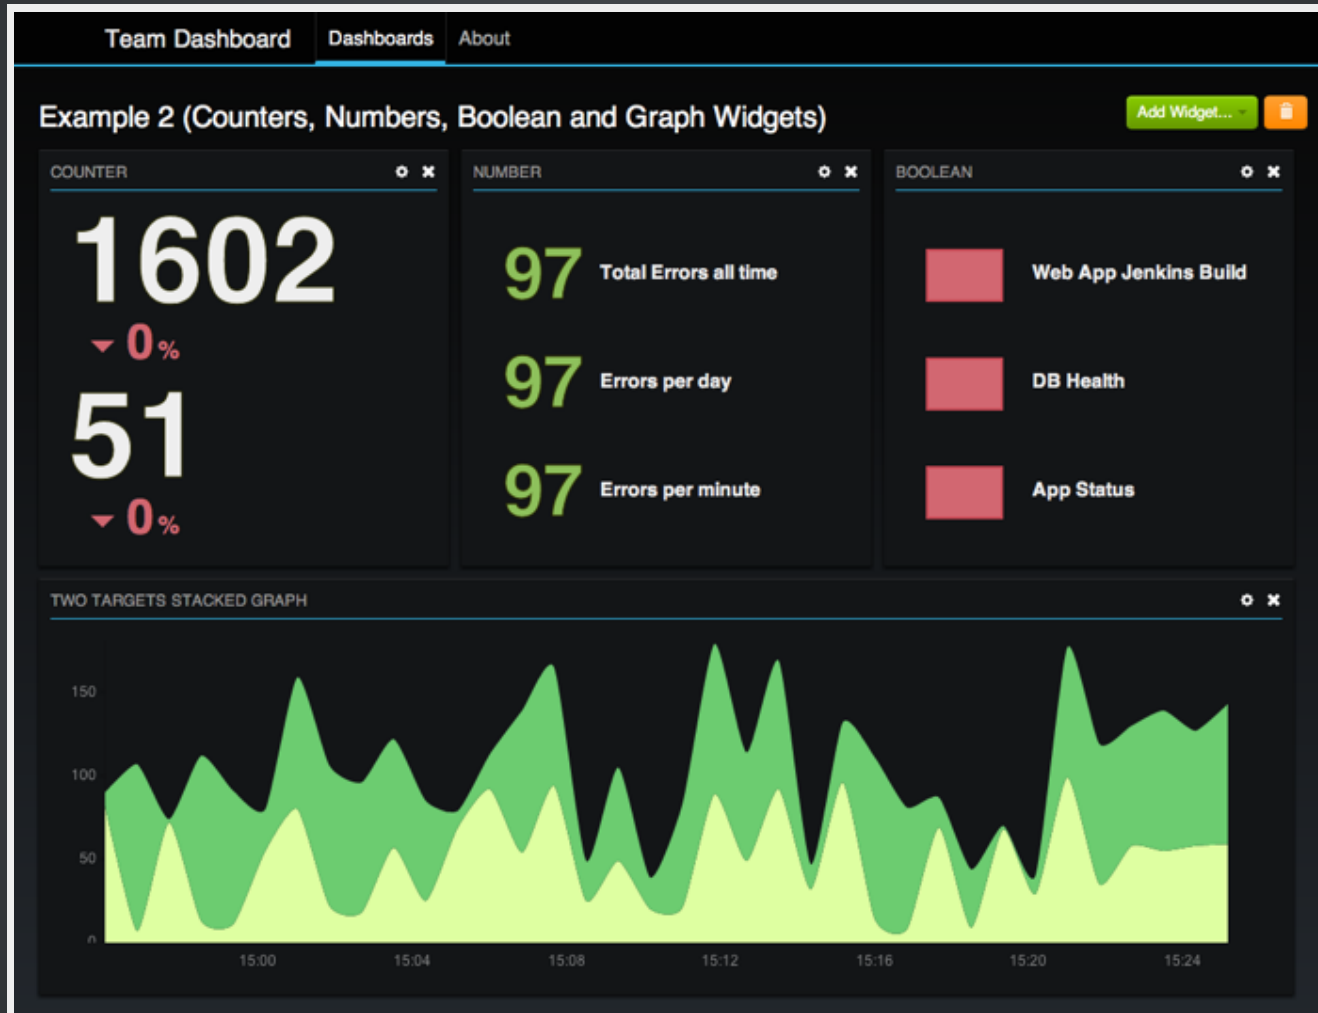 Team Dashboard Dashboards About
Example 2 (Counters, Numbers, Boolean and Graph Widgets)
Add Widget...
COUNTER
1602
0%
51
0%
NUMBER
97 Total Errors all time
97 Errors per day
97 Errors per minute
BOOLEAN
Web App Jenkins Build
DB Health
App Status
TWO TARGETS STACKED GRAPH
150
100
50
0
15:00 15:04 15:08 15:12 15:16 15:20 15:24